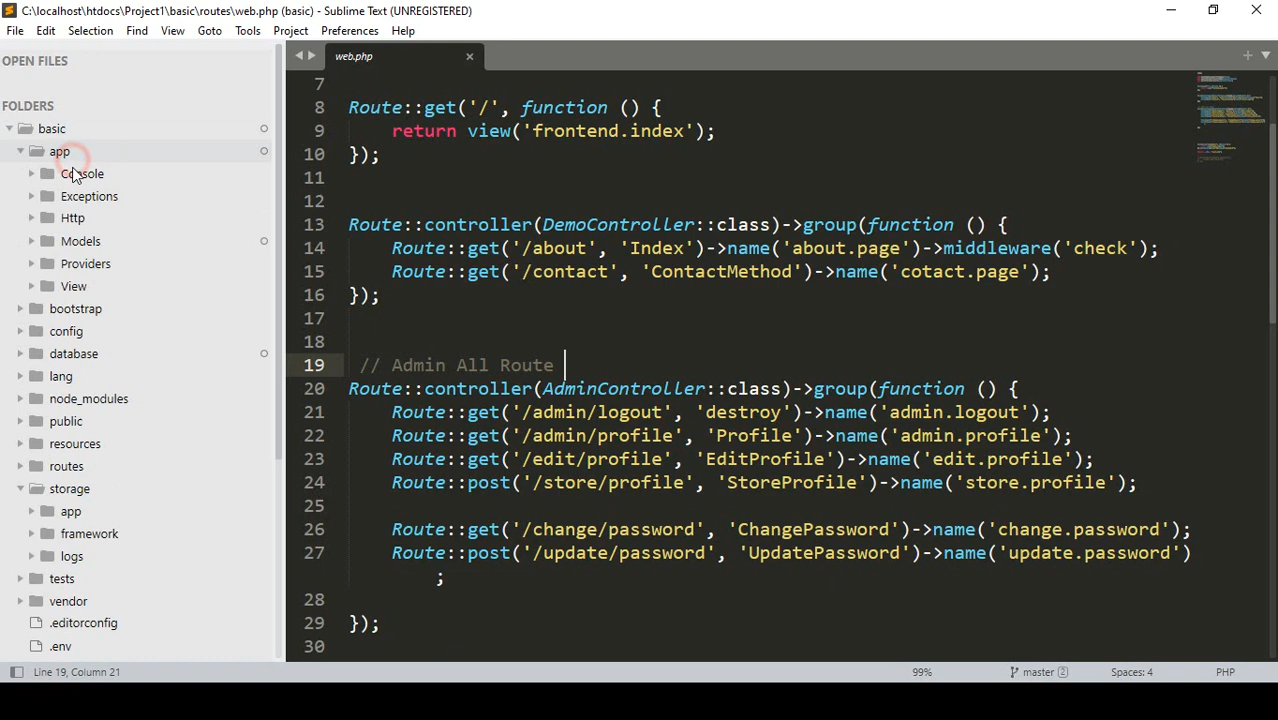 C:\localhost\htdocs\Project1\basic\routes\web.php (basic) - Sublime Text (UNREGISTERED)
File Edit Selection Find View Goto Tools Project Preferences Help
OPEN FILES
FOLDERS
basic
app
Console
Exceptions
Http
Models
Providers
View
bootstrap
config
database
lang
node_modules
public
resources
routes
storage
app
framework
logs
tests
vendor
.editorconfig
.env
web.php
7
8 Route::get('/', function () {
9     return view('frontend.index');
10 });
11
12
13 Route::controller(DemoController::class)->group(function () {
14     Route::get('/about', 'Index')->name('about.page')->middleware('check');
15     Route::get('/contact', 'ContactMethod')->name('cotact.page');
16 });
17
18
19  // Admin All Route
20 Route::controller(AdminController::class)->group(function () {
21     Route::get('/admin/logout', 'destroy')->name('admin.logout');
22     Route::get('/admin/profile', 'Profile')->name('admin.profile');
23     Route::get('/edit/profile', 'EditProfile')->name('edit.profile');
24     Route::post('/store/profile', 'StoreProfile')->name('store.profile');
25
26     Route::get('/change/password', 'ChangePassword')->name('change.password');
27     Route::post('/update/password', 'UpdatePassword')->name('update.password')
;
28
29 });
30
Line 19, Column 21 99% master 2 Spaces: 4 PHP